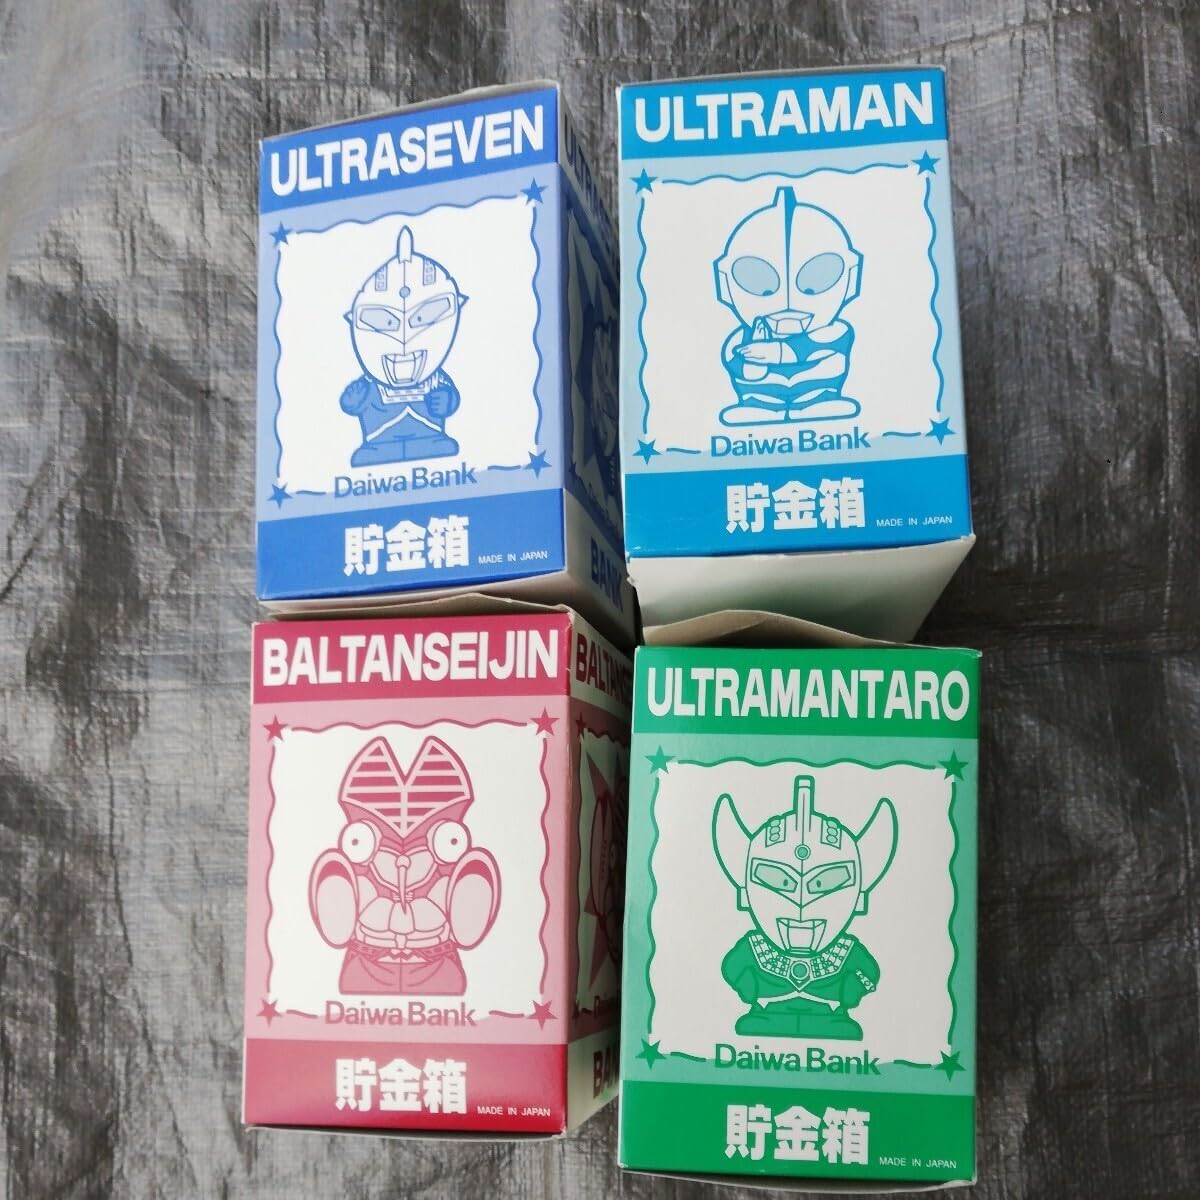 ULTRASEVEN
Daiwa Bank
貯金箱
MADE IN JAPAN
BANK
ULTRAMAN
Daiwa Bank
貯金箱
MADE IN JAPAN
BALTANSEIJIN
Daiwa Bank
貯金箱
MADE IN JAPAN
ULTRAMANTARO
Daiwa Bank
貯金箱
MADE IN JAPAN